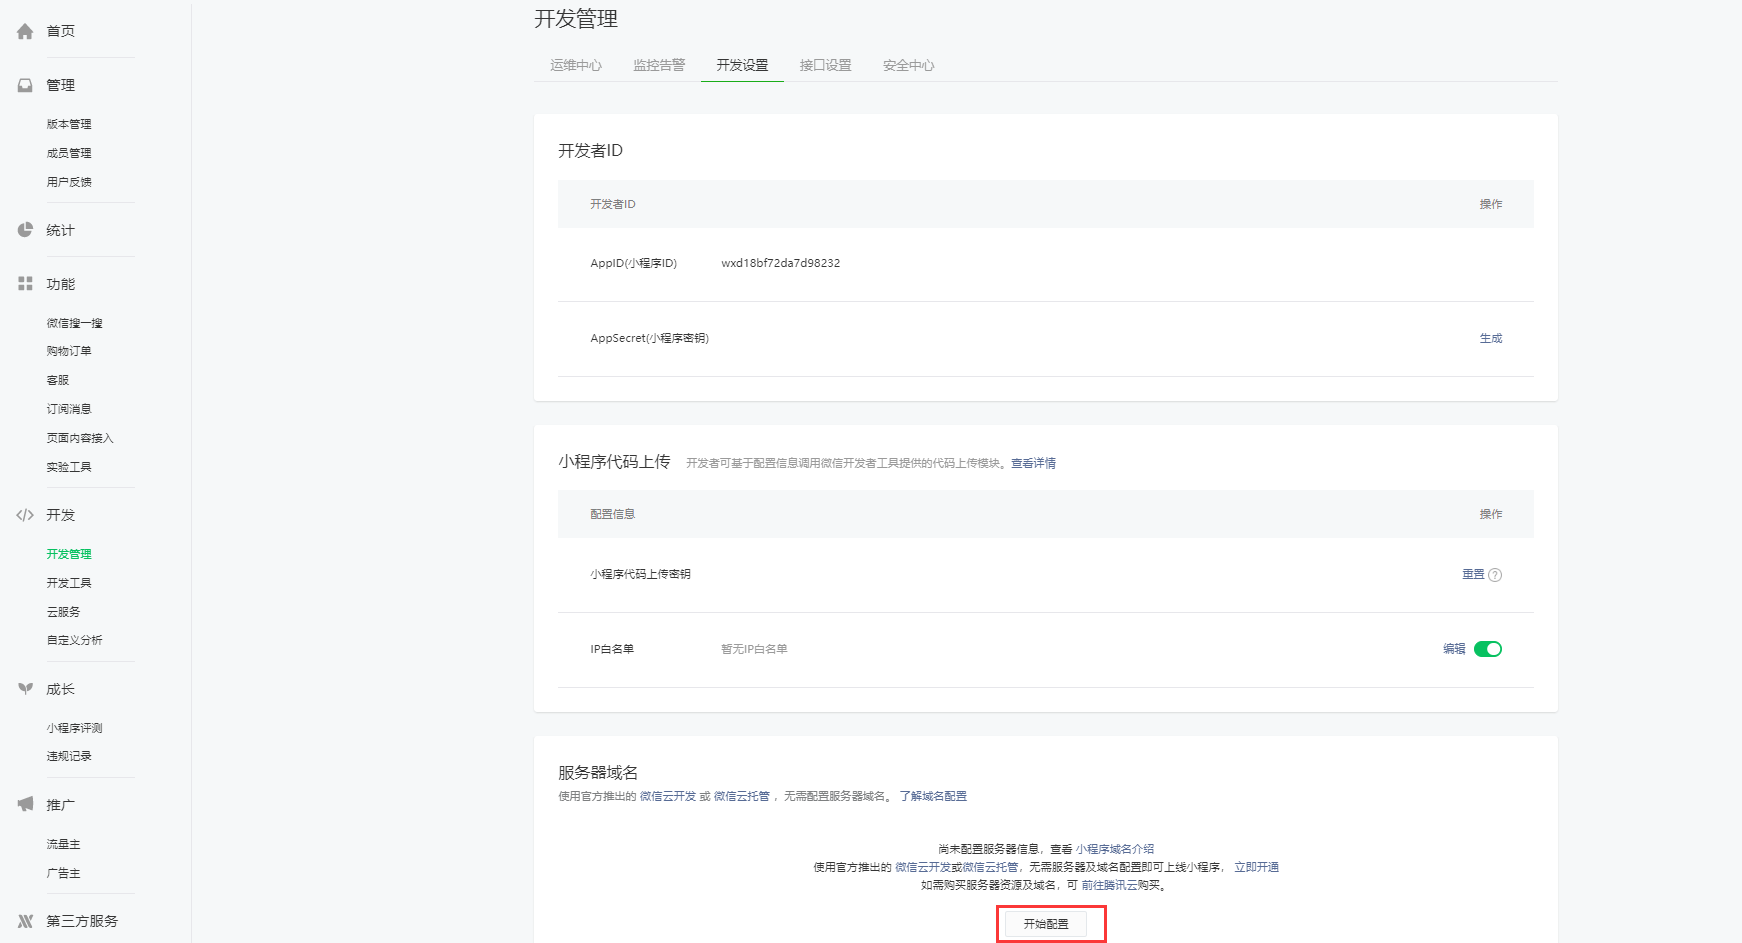 首页
管理
版本管理
成员管理
用户反馈
统计
功能
微信搜一搜
购物订单
客服
订阅消息
页面内容接入
实验工具
开发
开发管理
开发工具
云服务
自定义分析
成长
小程序评测
违规记录
推广
流量主
广告主
第三方服务
开发管理
运维中心 监控告警 开发设置 接口设置 安全中心
开发者ID
开发者ID 操作
AppID(小程序ID) wxd18bf72da7d98232
AppSecret(小程序密钥) 生成
小程序代码上传 开发者可基于配置信息调用微信开发者工具提供的代码上传模块。查看详情
配置信息 操作
小程序代码上传密钥 重置 ?
IP白名单 暂无IP白名单 编辑
服务器域名
使用官方推出的 微信云开发 或 微信云托管 ，无需配置服务器域名。 了解域名配置
尚未配置服务器信息，查看 小程序域名介绍
使用官方推出的 微信云开发或微信云托管，无需服务器及域名配置即可上线小程序， 立即开通
如需购买服务器资源及域名，可 前往腾讯云购买。
开始配置